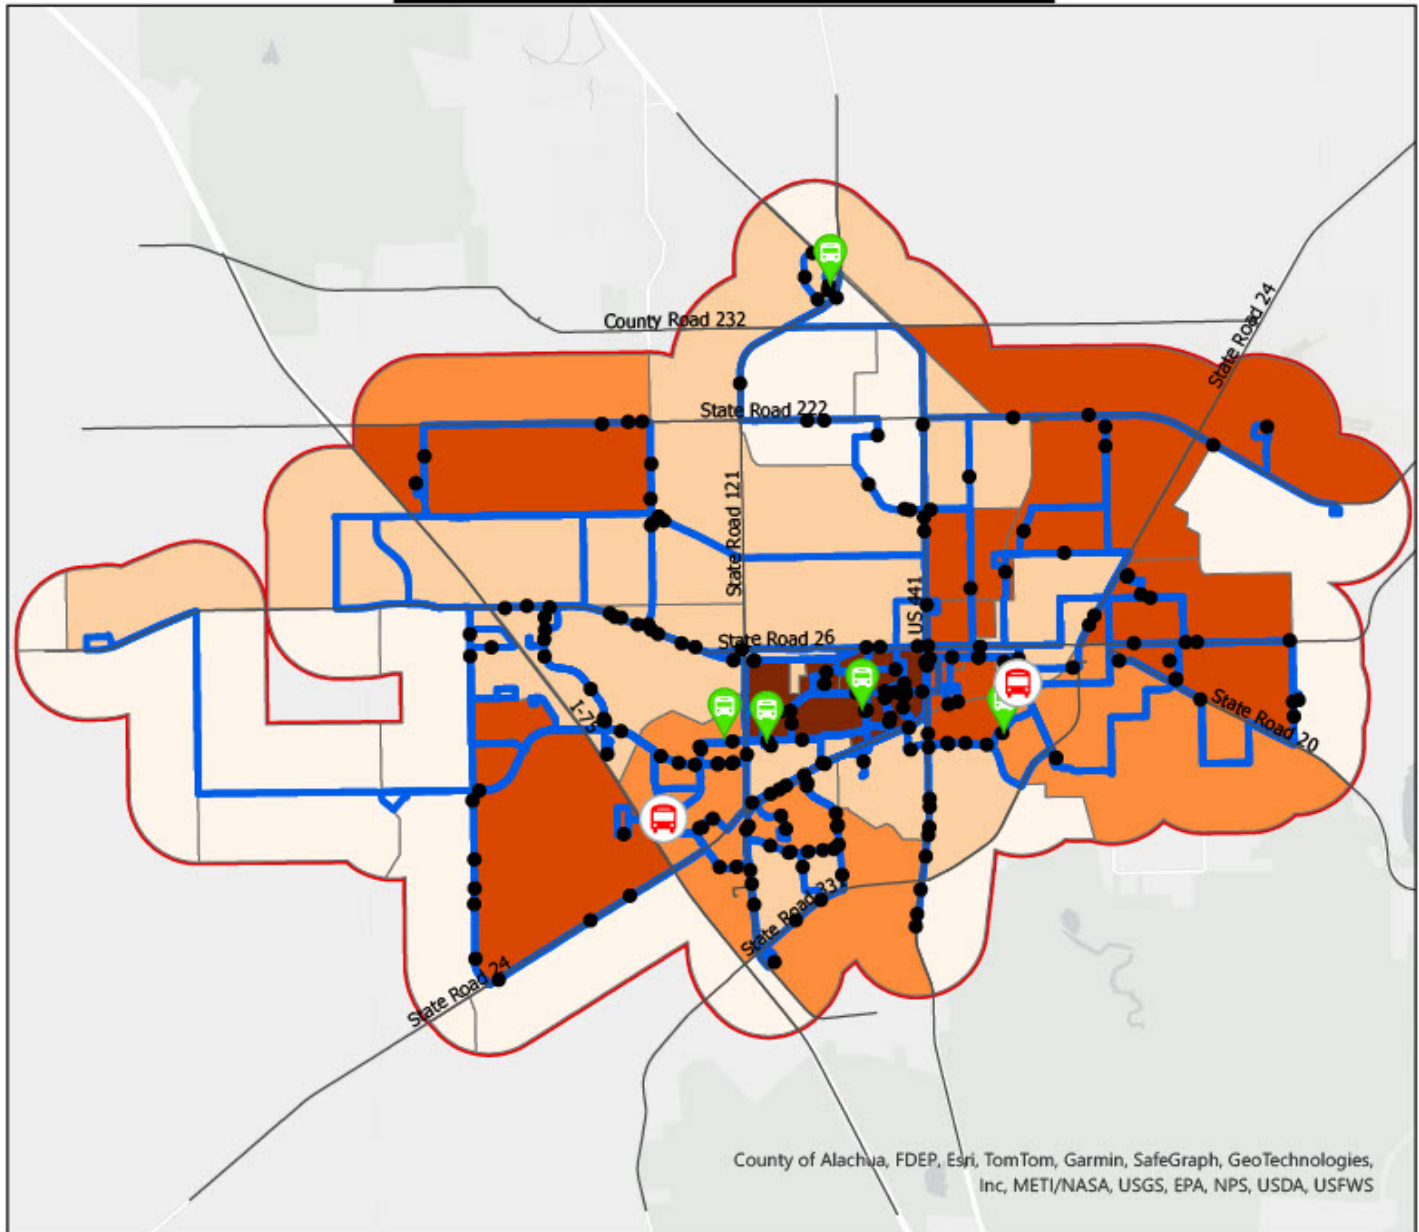 State Road 24
County Road 232
State Road 222
State Road 121
US 441
State Road 26
I-75
State Road 20
State Road 331
State Road 24
County of Alachua, FDEP, Esri, TomTom, Garmin, SafeGraph, GeoTechnologies,
Inc, METI/NASA, USGS, EPA, NPS, USDA, USFWS